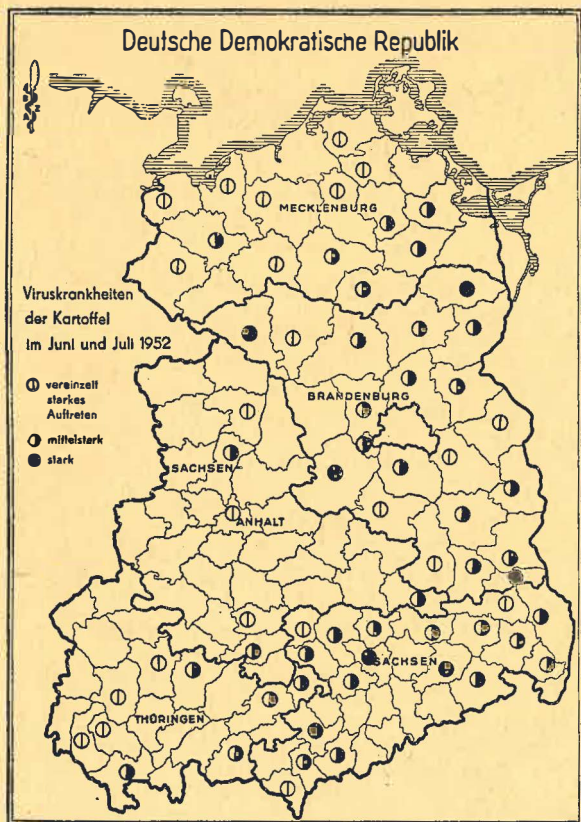 Deutsche Demokratische Republik
MECKLENBURG
Viruskrankheiten
der Kartoffel
im Juni und Juli 1952
vereinzelt
starkes
Auftreten
mittelstark
stark
BRANDENBURG
SACHSEN-
ANHALT
SACHSEN
THÜRINGEN